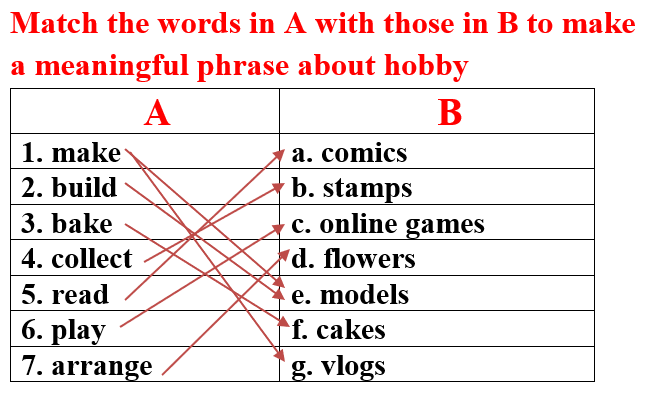 Match the words in A with those in B to make
a meaningful phrase about hobby
A B
1. make a. comics
2. build b. stamps
3. bake c. online games
4. collect d. flowers
5. read e. models
6. play f. cakes
7. arrange g. vlogs